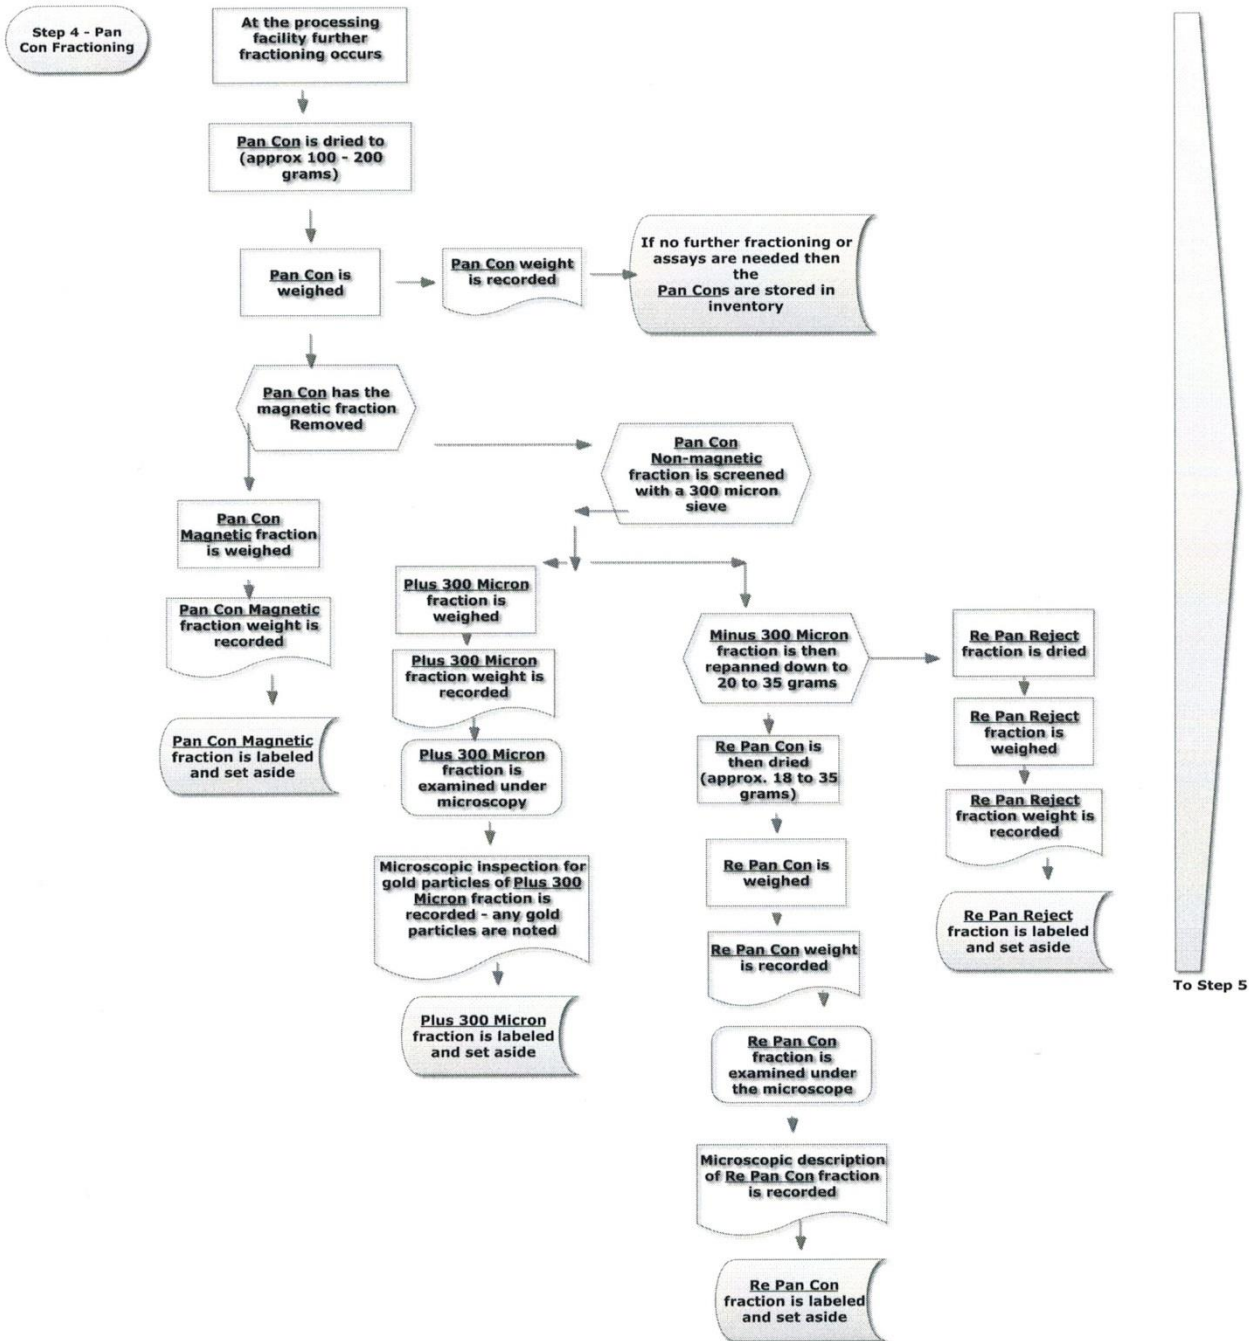 Step 4 - Pan
Con Fractioning
At the processing
facility further
fractioning occurs
Pan Con is dried to
(approx 100 - 200
grams)
Pan Con is
weighed
Pan Con weight
is recorded
If no further fractioning or
assays are needed then
the
Pan Cons are stored in
inventory
Pan Con has the
magnetic fraction
Removed
Pan Con
Non-magnetic
fraction is screened
with a 300 micron
sieve
Pan Con
Magnetic fraction
is weighed
Pan Con Magnetic
fraction weight is
recorded
Pan Con Magnetic
fraction is labeled
and set aside
Plus 300 Micron
fraction is
weighed
Plus 300 Micron
fraction weight is
recorded
Plus 300 Micron
fraction is
examined under
microscopy
Microscopic inspection for
gold particles of Plus 300
Micron fraction is
recorded - any gold
particles are noted
Plus 300 Micron
fraction is labeled
and set aside
Minus 300 Micron
fraction is then
repanned down to
20 to 35 grams
Re Pan Con is
then dried
(approx. 18 to 35
grams)
Re Pan Con is
weighed
Re Pan Con weight
is recorded
Re Pan Con
fraction is
examined under
the microscope
Microscopic description
of Re Pan Con fraction
is recorded
Re Pan Con
fraction is labeled
and set aside
Re Pan Reject
fraction is dried
Re Pan Reject
fraction is
weighed
Re Pan Reject
fraction weight is
recorded
Re Pan Reject
fraction is labeled
and set aside
To Step 5